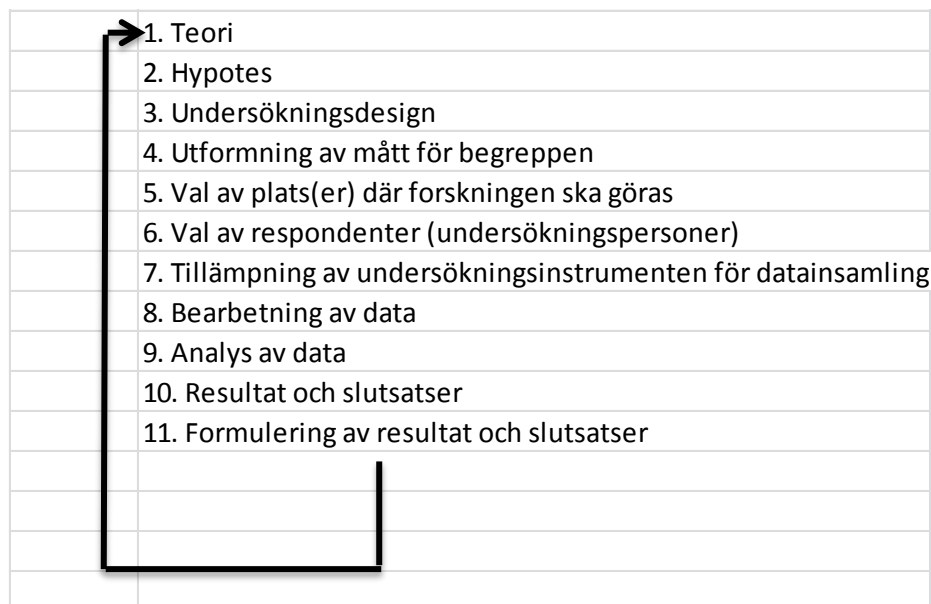 1. Teori
2. Hypotes
3. Undersökningsdesign
4. Utformning av mått för begreppen
5. Val av plats(er) där forskningen ska göras
6. Val av respondenter (undersökningspersoner)
7. Tillämpning av undersökningsinstrumenten för datainsamling
8. Bearbetning av data
9. Analys av data
10. Resultat och slutsatser
11. Formulering av resultat och slutsatser